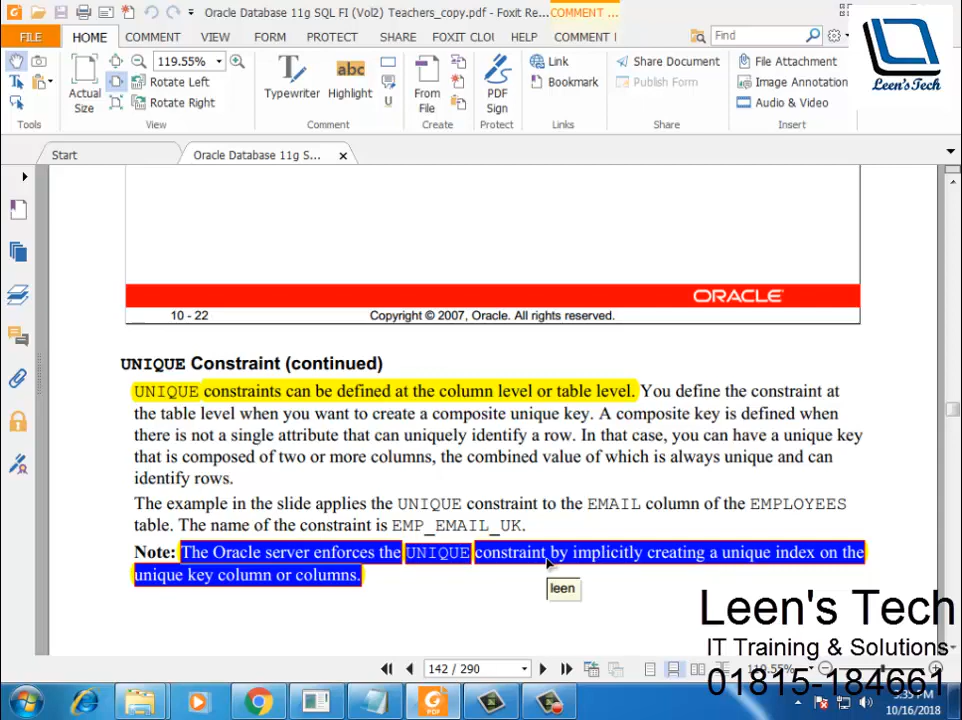 Oracle Database 11g SQL FI (Vol2) Teachers_copy.pdf - Foxit Re...
COMMENT ...
FILE HOME COMMENT VIEW FORM PROTECT SHARE FOXIT CLOI HELP COMMENT
Find
119.55%
Rotate Left
Rotate Right
Actual
Size
Typewriter
Highlight
From
File
PDF
Sign
Link
Bookmark
Share Document
Publish Form
File Attachment
Image Annotation
Audio & Video
Tools View Comment Create Protect Links Share Insert
Leen'sTech
Start
Oracle Database 11g S...
ORACLE
10 - 22
Copyright © 2007, Oracle. All rights reserved.
UNIQUE Constraint (continued)
UNIQUE constraints can be defined at the column level or table level. You define the constraint at
the table level when you want to create a composite unique key. A composite key is defined when
there is not a single attribute that can uniquely identify a row. In that case, you can have a unique key
that is composed of two or more columns, the combined value of which is always unique and can
identify rows.
The example in the slide applies the UNIQUE constraint to the EMAIL column of the EMPLOYEES
table. The name of the constraint is EMP_EMAIL_UK.
Note: The Oracle server enforces the UNIQUE constraint by implicitly creating a unique index on the
unique key column or columns.
leen
Leen's Tech
IT Training & Solutions
01815-184661
142 / 290
119.55%
PDF
10/16/2018